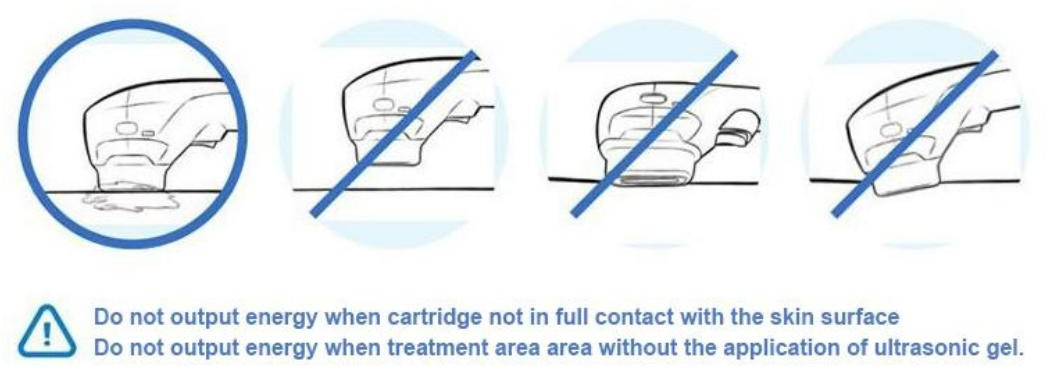 Do not output energy when cartridge not in full contact with the skin surface
Do not output energy when treatment area area without the application of ultrasonic gel.